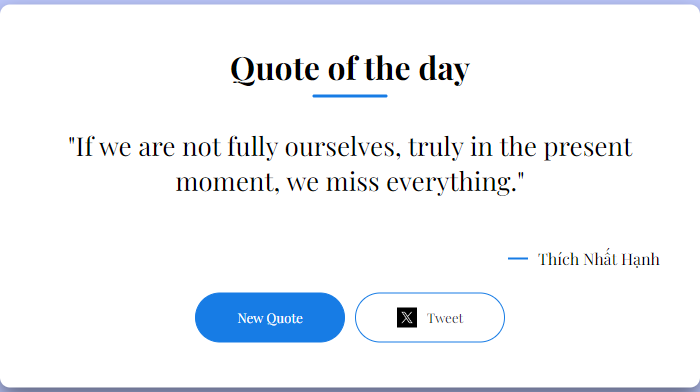 Quote of the day
"If we are not fully ourselves, truly in the present
moment, we miss everything."
Thích Nhất Hạnh
New Quote
Tweet